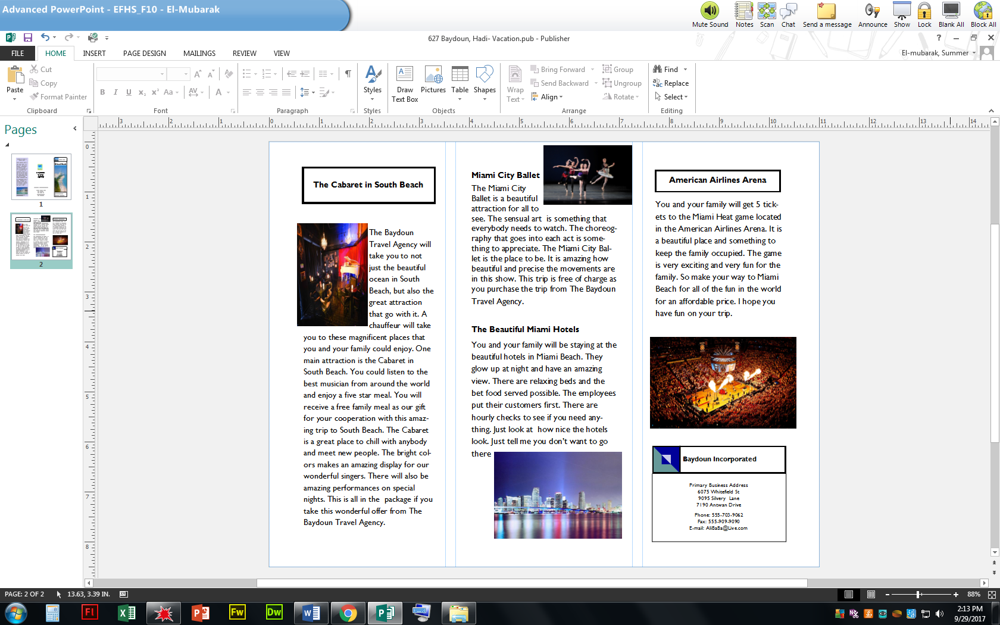 Advanced PowerPoint - EFHS_F10 - El-Mubarak
Mute Sound
Notes
Scan
Chat
Send a message
Announce
Show
Lock
Blank All
Block All
627 Baydoun, Hadi- Vacation.pub - Publisher
FILE
HOME
INSERT
PAGE DESIGN
MAILINGS
REVIEW
VIEW
El-mubarak, Summer
Paste
Cut
Copy
Format Painter
Clipboard
Font
Paragraph
Styles
Styles
Draw
Text Box
Pictures
Table
Shapes
Objects
Wrap
Text
Bring Forward
Send Backward
Align
Group
Ungroup
Rotate
Arrange
Find
Replace
Select
Editing
Pages
1
2
The Cabaret in South Beach
The Baydoun
Travel Agency will
take you to not
just the beautiful
ocean in South
Beach, but also the
great attraction
that go with it. A
chauffeur will take
you to these magnificent places that
you and your family could enjoy. One
main attraction is the Cabaret in
South Beach. You could listen to the
best musician from around the world
and enjoy a five star meal. You will
receive a free family meal as our gift
for your cooperation with this amaz-
ing trip to South Beach. The Cabaret
is a great place to chill with anybody
and meet new people. The bright col-
ors makes an amazing display for our
wonderful singers. There will also be
amazing performances on special
nights. This is all in the  package if you
take this wonderful offer from The
Baydoun Travel Agency.
Miami City Ballet
The Miami City
Ballet is a beautiful
attraction for all to
see. The sensual art  is something that
everybody needs to watch. The choreog-
raphy that goes into each act is some-
thing to appreciate. The Miami City Bal-
let is the place to be. It is amazing how
beautiful and precise the movements are
in this show. This trip is free of charge as
you purchase the trip from The Baydoun
Travel Agency.
The Beautiful Miami Hotels
You and your family will be staying at the
beautiful hotels in Miami Beach. They
glow up at night and have an amazing
view. There are relaxing beds and the
bet food served possible. The employees
put their customers first. There are
hourly checks to see if you need any-
thing. Just look at  how nice the hotels
look. Just tell me you don't want to go
there
American Airlines Arena
You and your family will get 5 tick-
ets to the Miami Heat game located
in the American Airlines Arena. It is
a beautiful place and something to
keep the family occupied. The game
is very exciting and very fun for the
family. So make your way to Miami
Beach for all of the fun in the world
for an affordable price. I hope you
have fun on your trip.
Baydoun Incorporated
Primary Business Address
6075 Whitefield St
9095 Silvery  Lane
7190 Antwan Drive
Phone: 555-703-9062
Fax: 555-909-9090
E-mail: AliBaBa@Live.com
PAGE: 2 OF 2
13.63, 3.39 IN.
88%
2:13 PM
9/29/2017